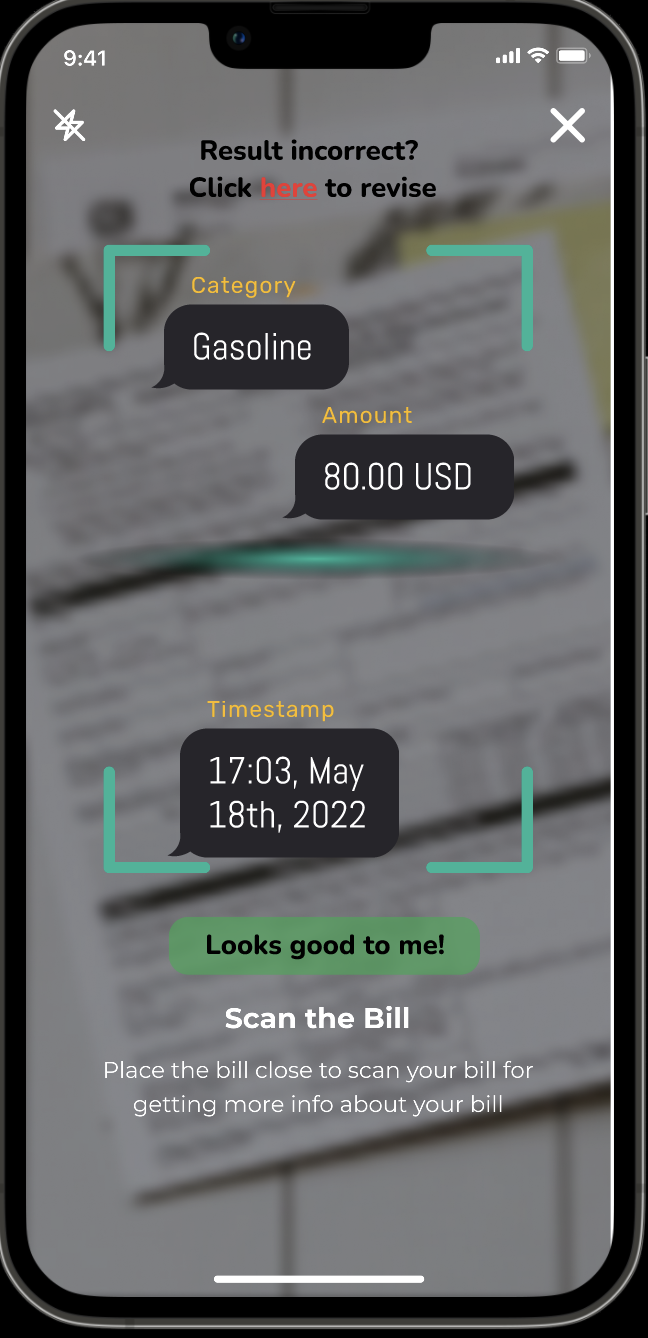 9:41
Result incorrect?
Click here to revise
Category
Gasoline
Amount
80.00 USD
Timestamp
17:03, May
18th, 2022
Looks good to me!
Scan the Bill
Place the bill close to scan your bill for
getting more info about your bill